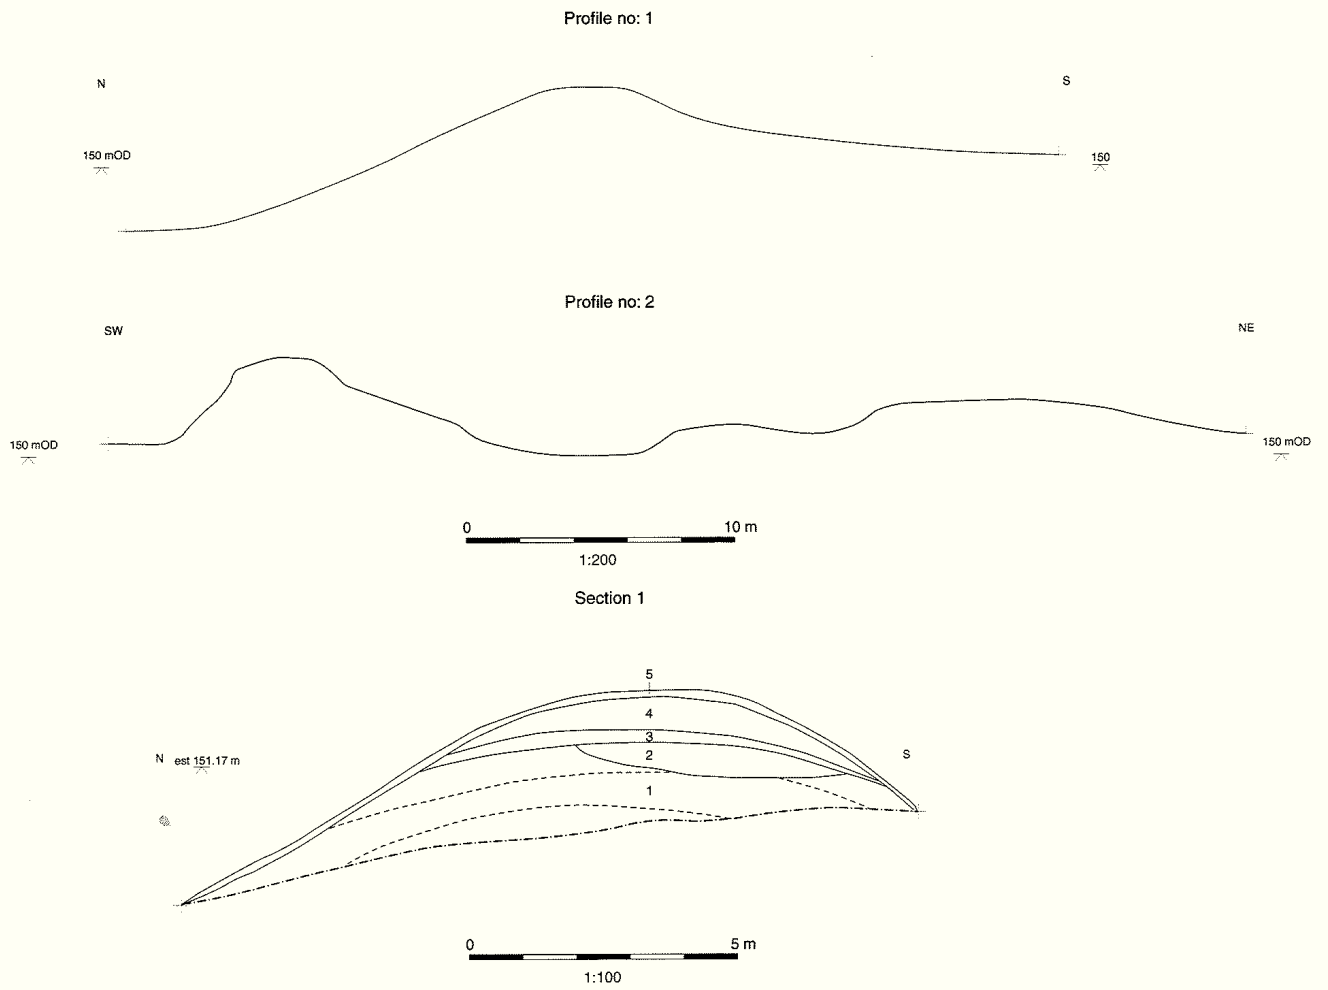 Profile no: 1
N
S
150 mOD
150
Profile no: 2
SW
NE
150 mOD
150 mOD
0 10 m
1:200
Section 1
5
4
3
2
1
N est 151.17 m
S
0 5 m
1:100